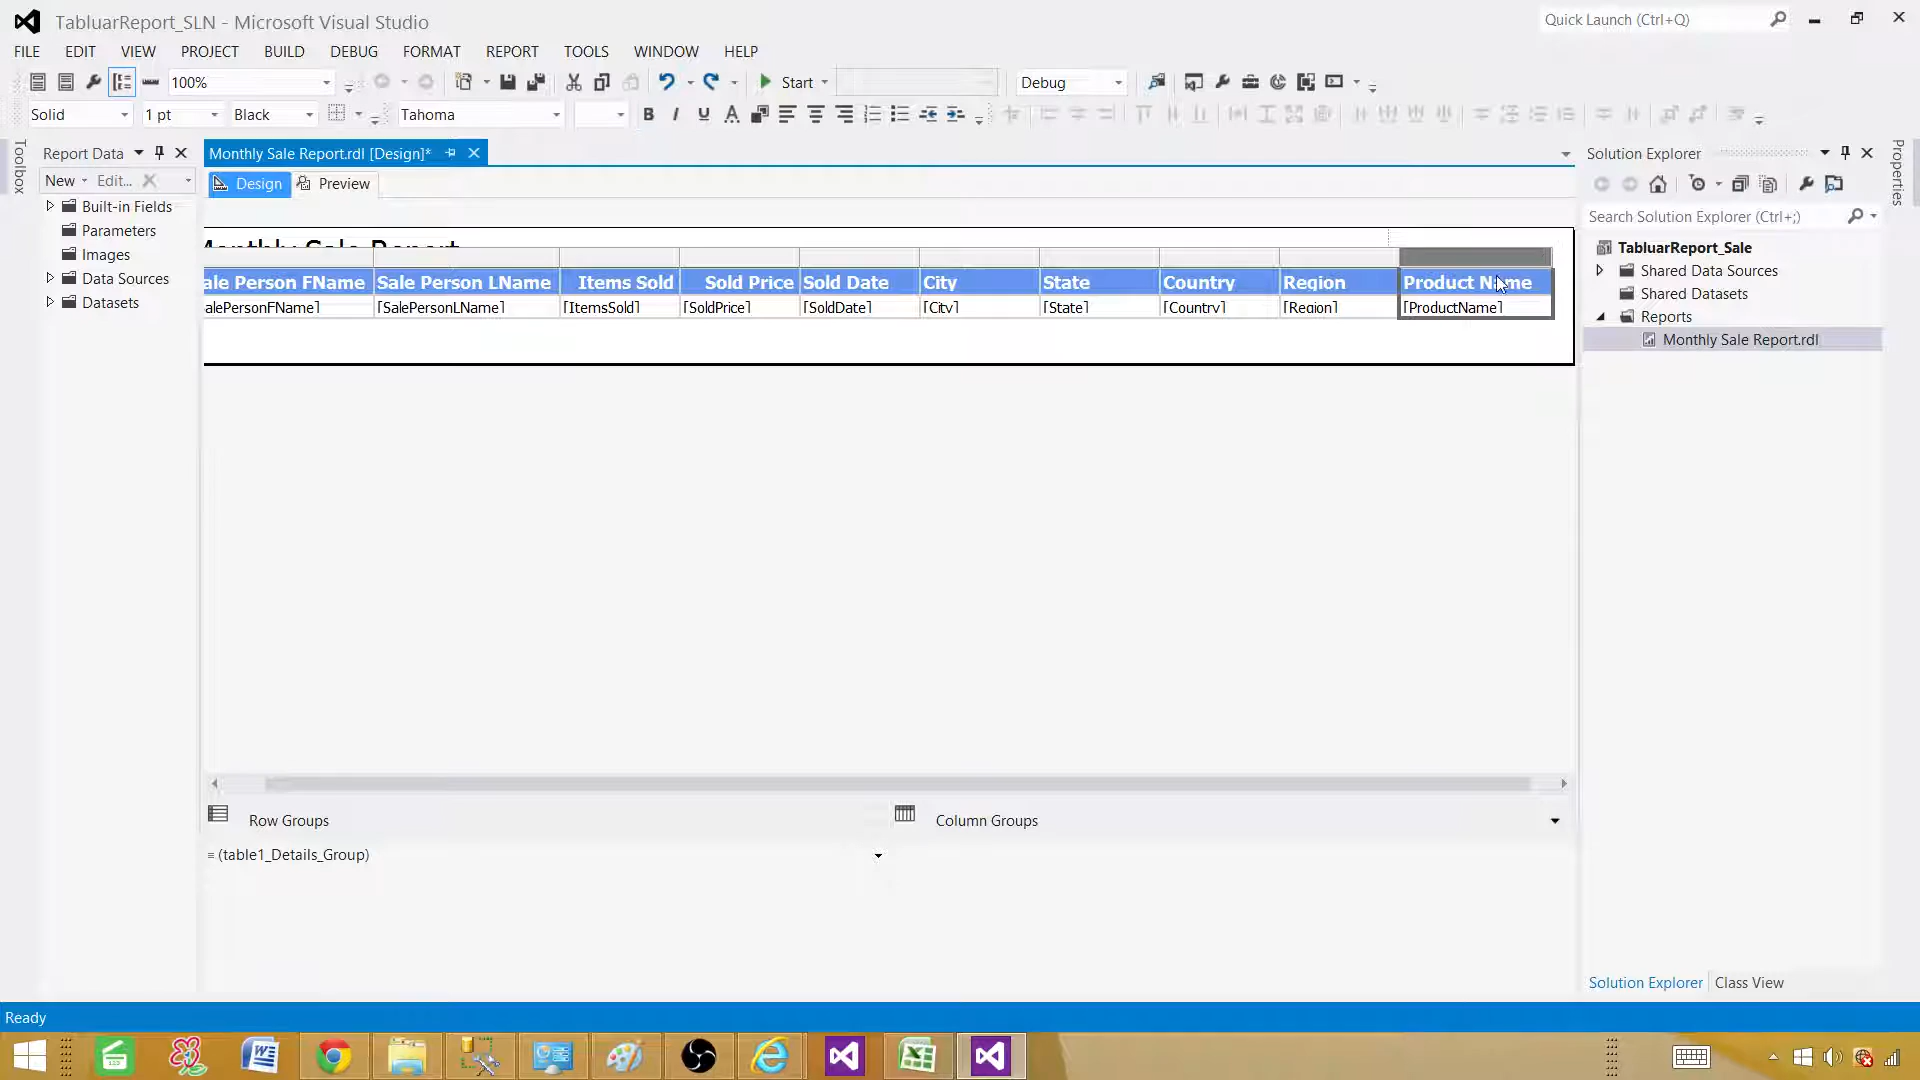 TabluarReport_SLN - Microsoft Visual Studio
Quick Launch (Ctrl+Q)
FILE EDIT VIEW PROJECT BUILD DEBUG FORMAT REPORT TOOLS WINDOW HELP
100% Start Debug
Solid 1 pt Black Tahoma B I U A
Toolbox
Report Data
Monthly Sale Report.rdl [Design]*
Solution Explorer
Properties
New Edit...
Design Preview
Built-in Fields
Parameters
Images
Data Sources
Datasets
Search Solution Explorer (Ctrl+;)
Monthly Sale Report
ale Person FName Sale Person LName Items Sold Sold Price Sold Date City State Country Region Product Name
alePersonFName] [SalePersonLName] [ItemsSold] [SoldPrice] [SoldDate] [City] [State] [Country] [Region] [ProductName]
TabluarReport_Sale
Shared Data Sources
Shared Datasets
Reports
Monthly Sale Report.rdl
Row Groups Column Groups
(table1_Details_Group)
Solution Explorer Class View
Ready